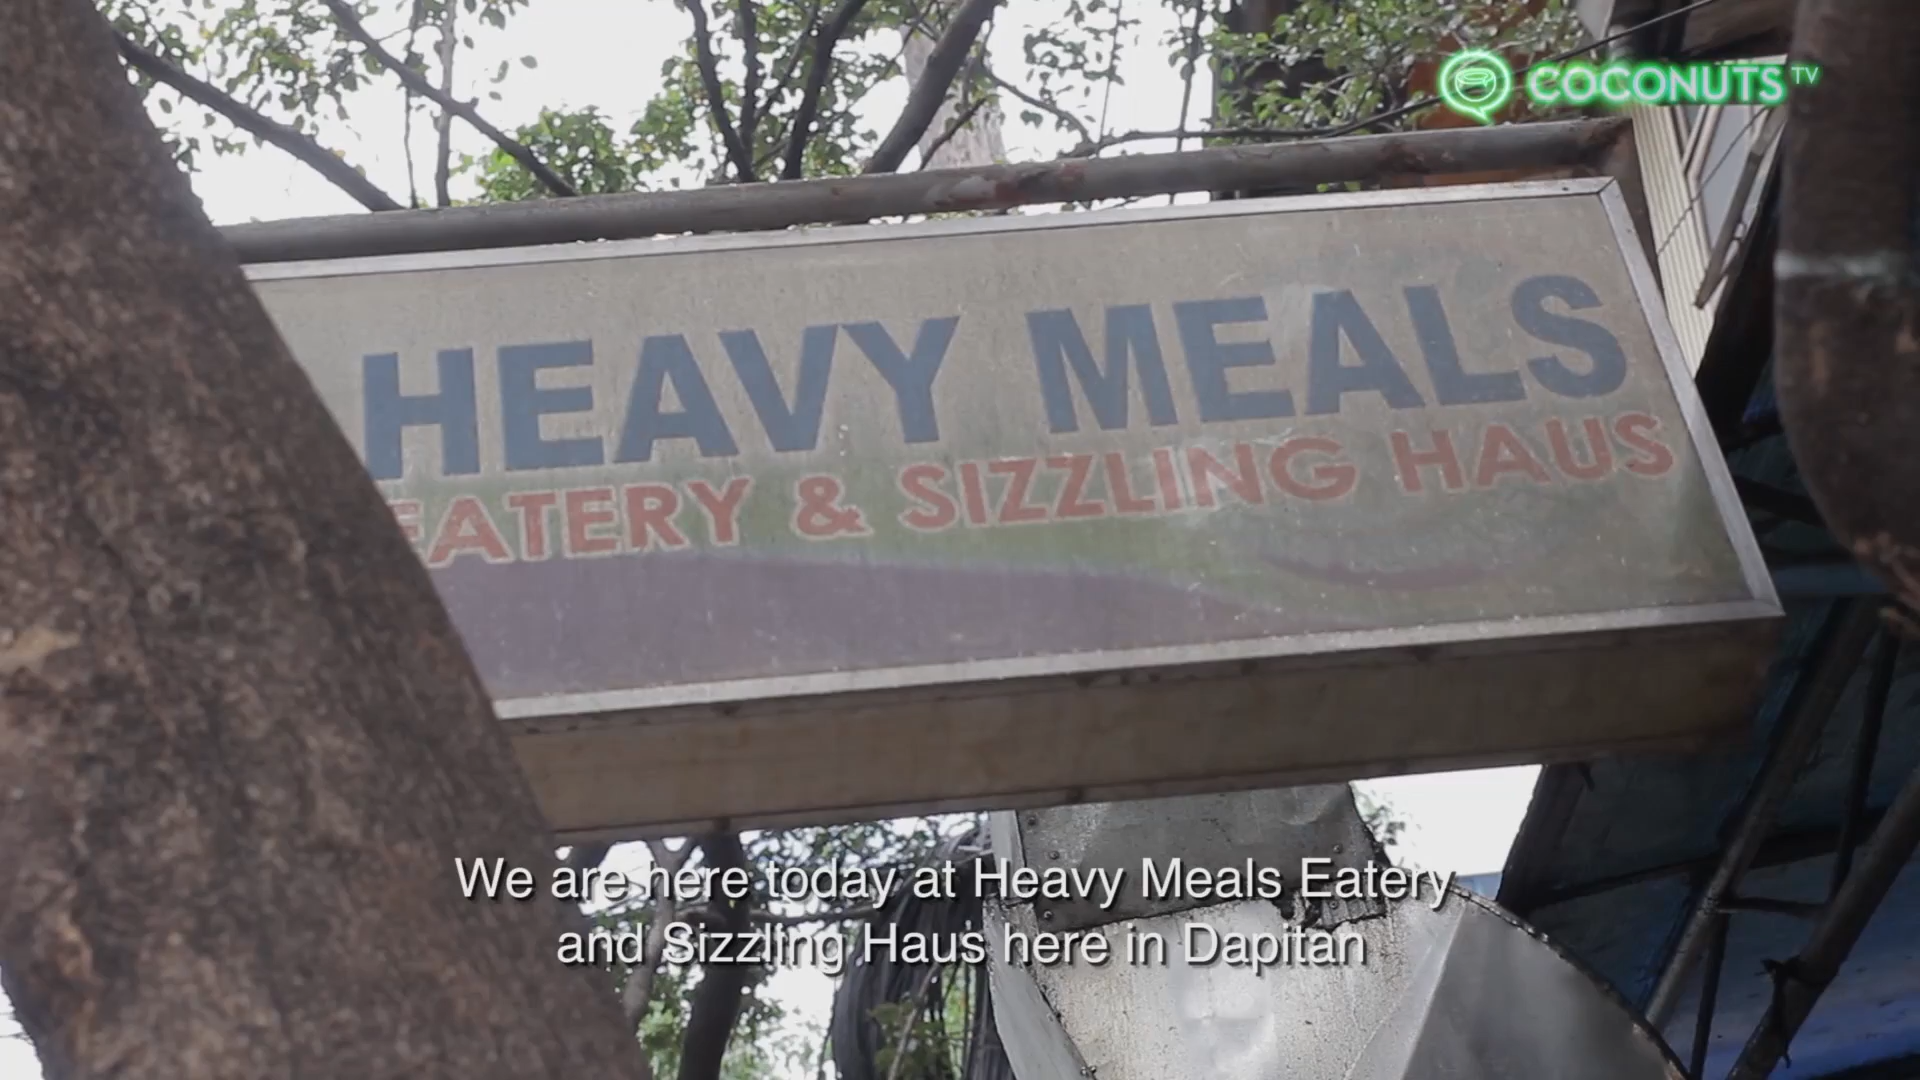 COCONUTS TV
HEAVY MEALS
EATERY & SIZZLING HAUS
We are here today at Heavy Meals Eatery
and Sizzling Haus here in Dapitan